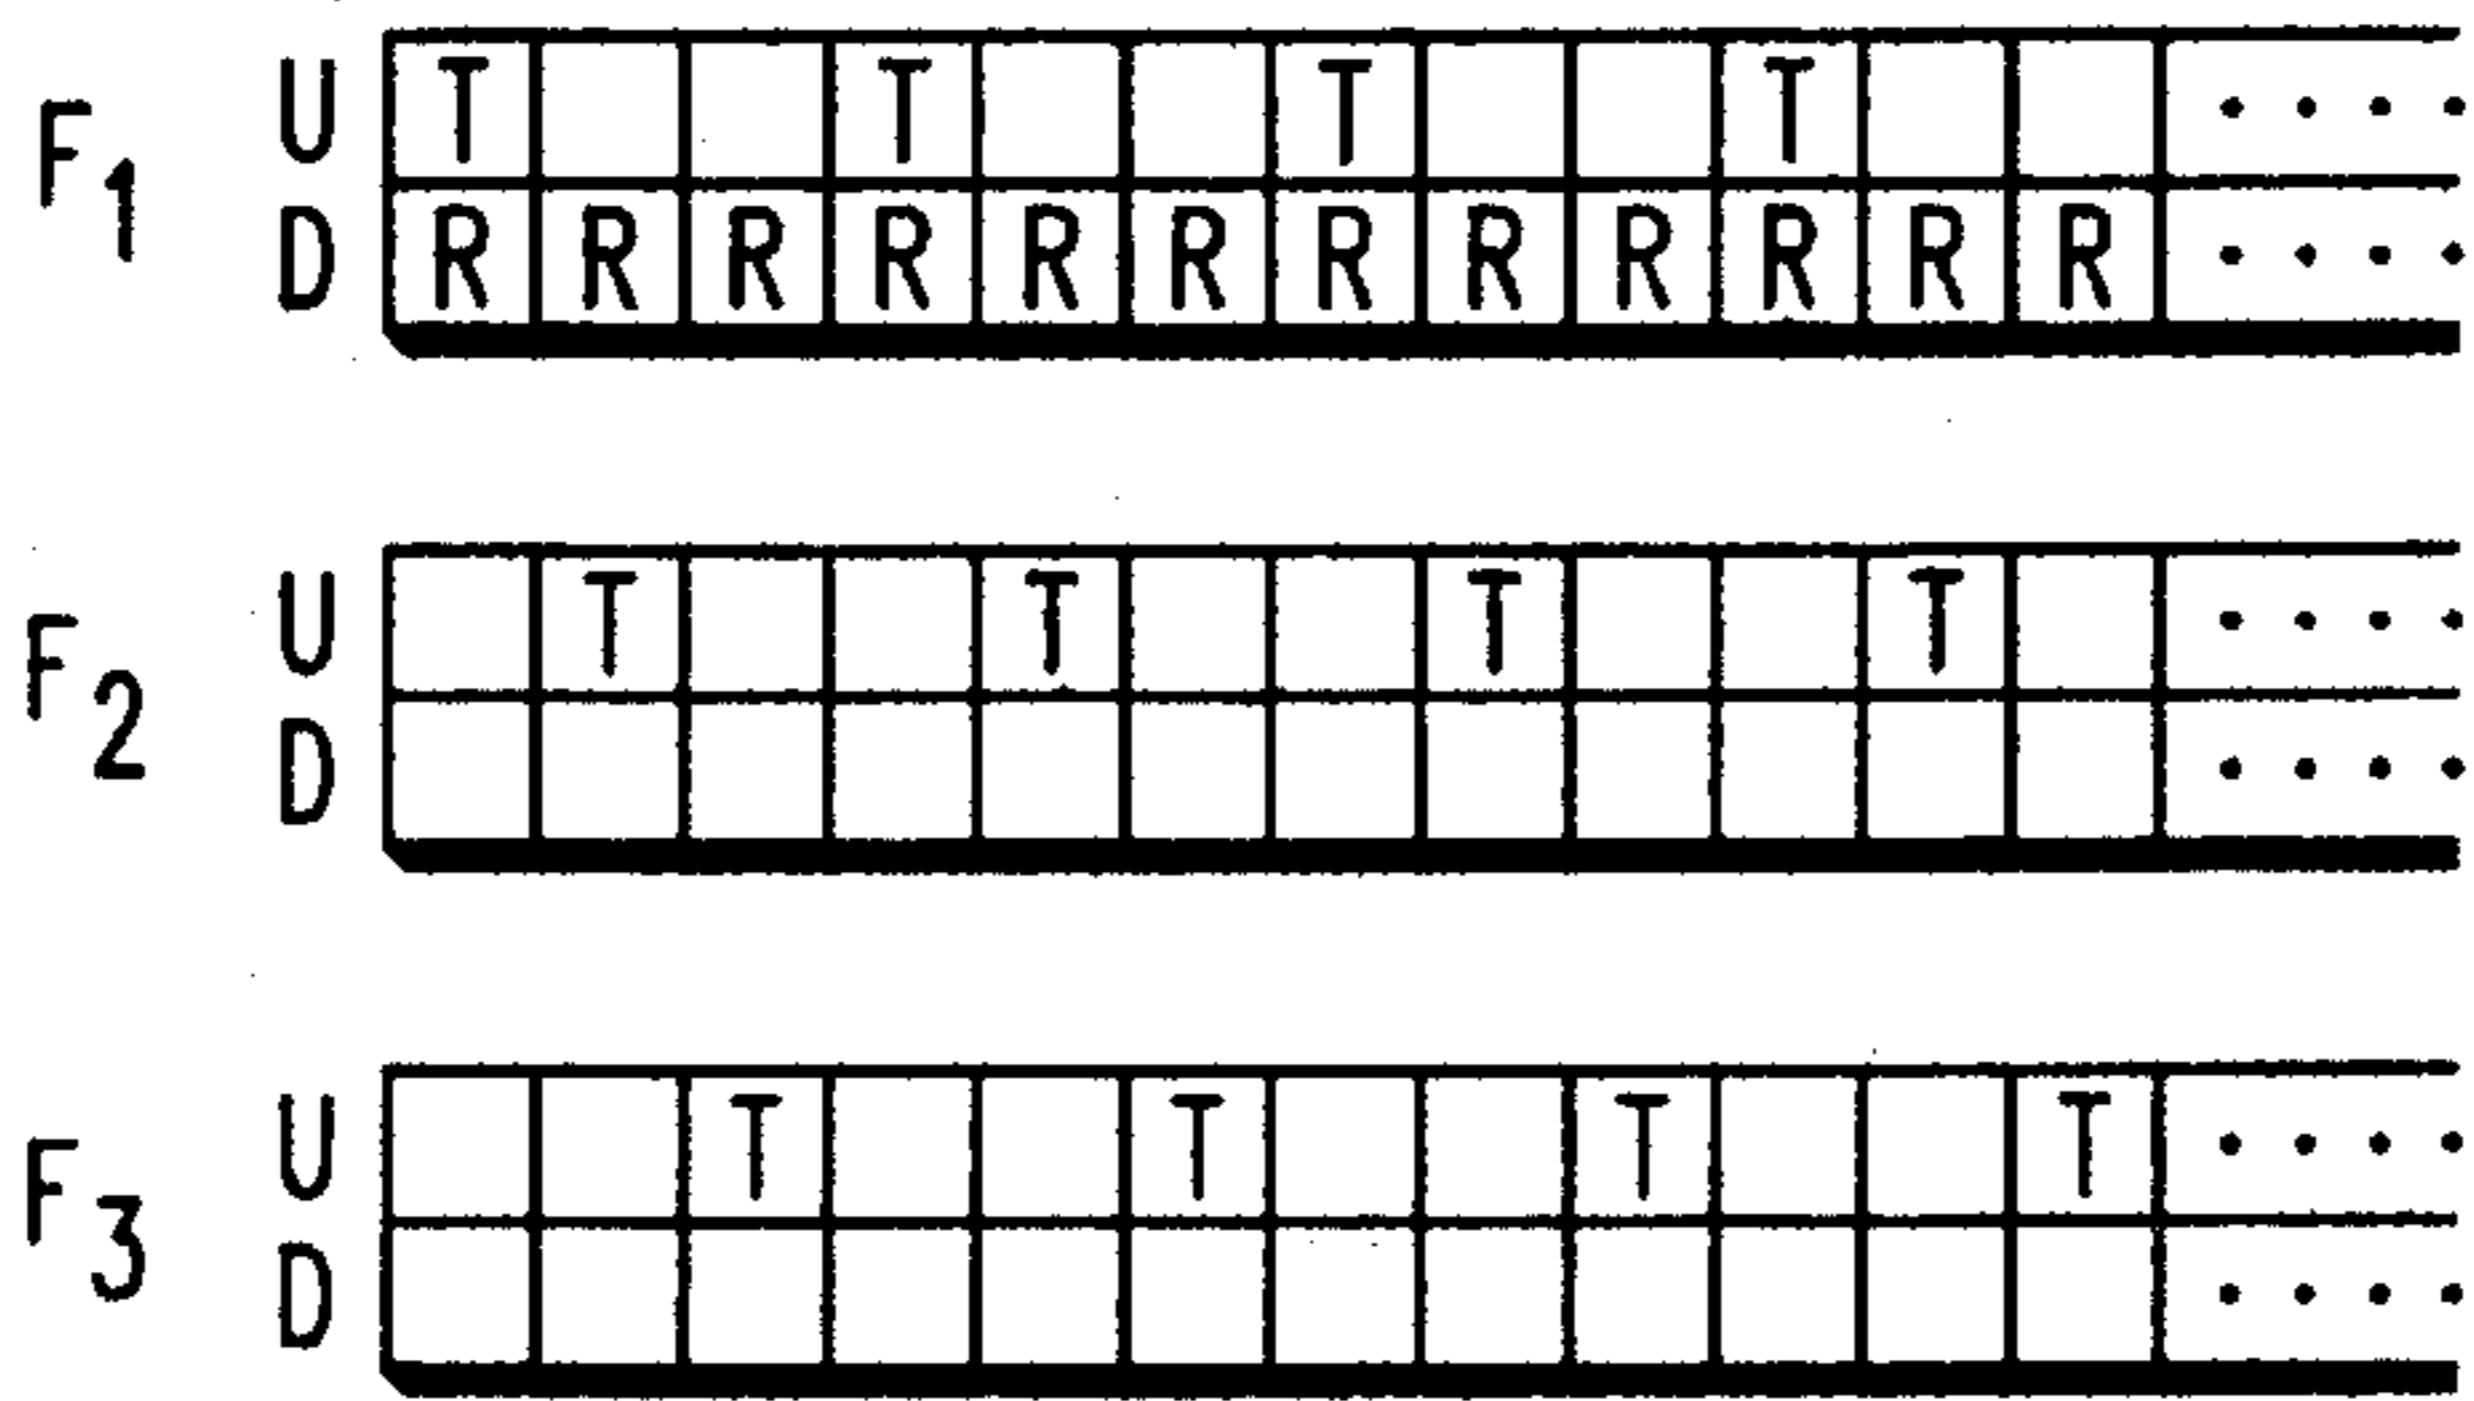 F1 U T T T T ....
D R R R R R R R R R R R R ....
F2 U T T T T ....
D ....
F3 U T T T T ....
D ....